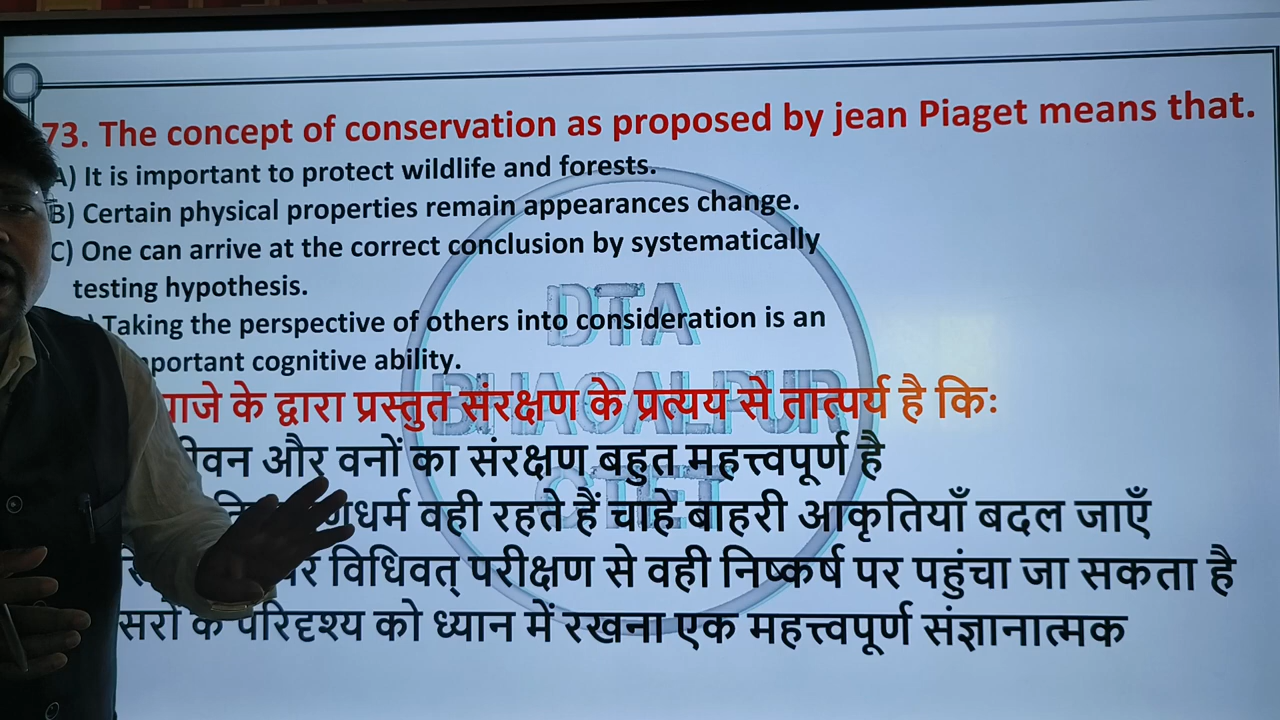 73. The concept of conservation as proposed by jean Piaget means that.
A) It is important to protect wildlife and forests.
B) Certain physical properties remain appearances change.
C) One can arrive at the correct conclusion by systematically
testing hypothesis.
Taking the perspective of others into consideration is an
cognitive ability.
के द्वारा प्रस्तुत संरक्षण के प्रत्यय से तात्पर्य है किः
और वनों का संरक्षण बहुत महत्त्वपूर्ण है
वही रहते हैं चाहे बाहरी आकृतियाँ बदल जाएँ
विधिवत् परीक्षण से वही निष्कर्ष पर पहुंचा जा सकता है
के परिदृश्य को ध्यान में रखना एक महत्त्वपूर्ण संज्ञानात्मक
DTA
BHAGALPUR
CTET